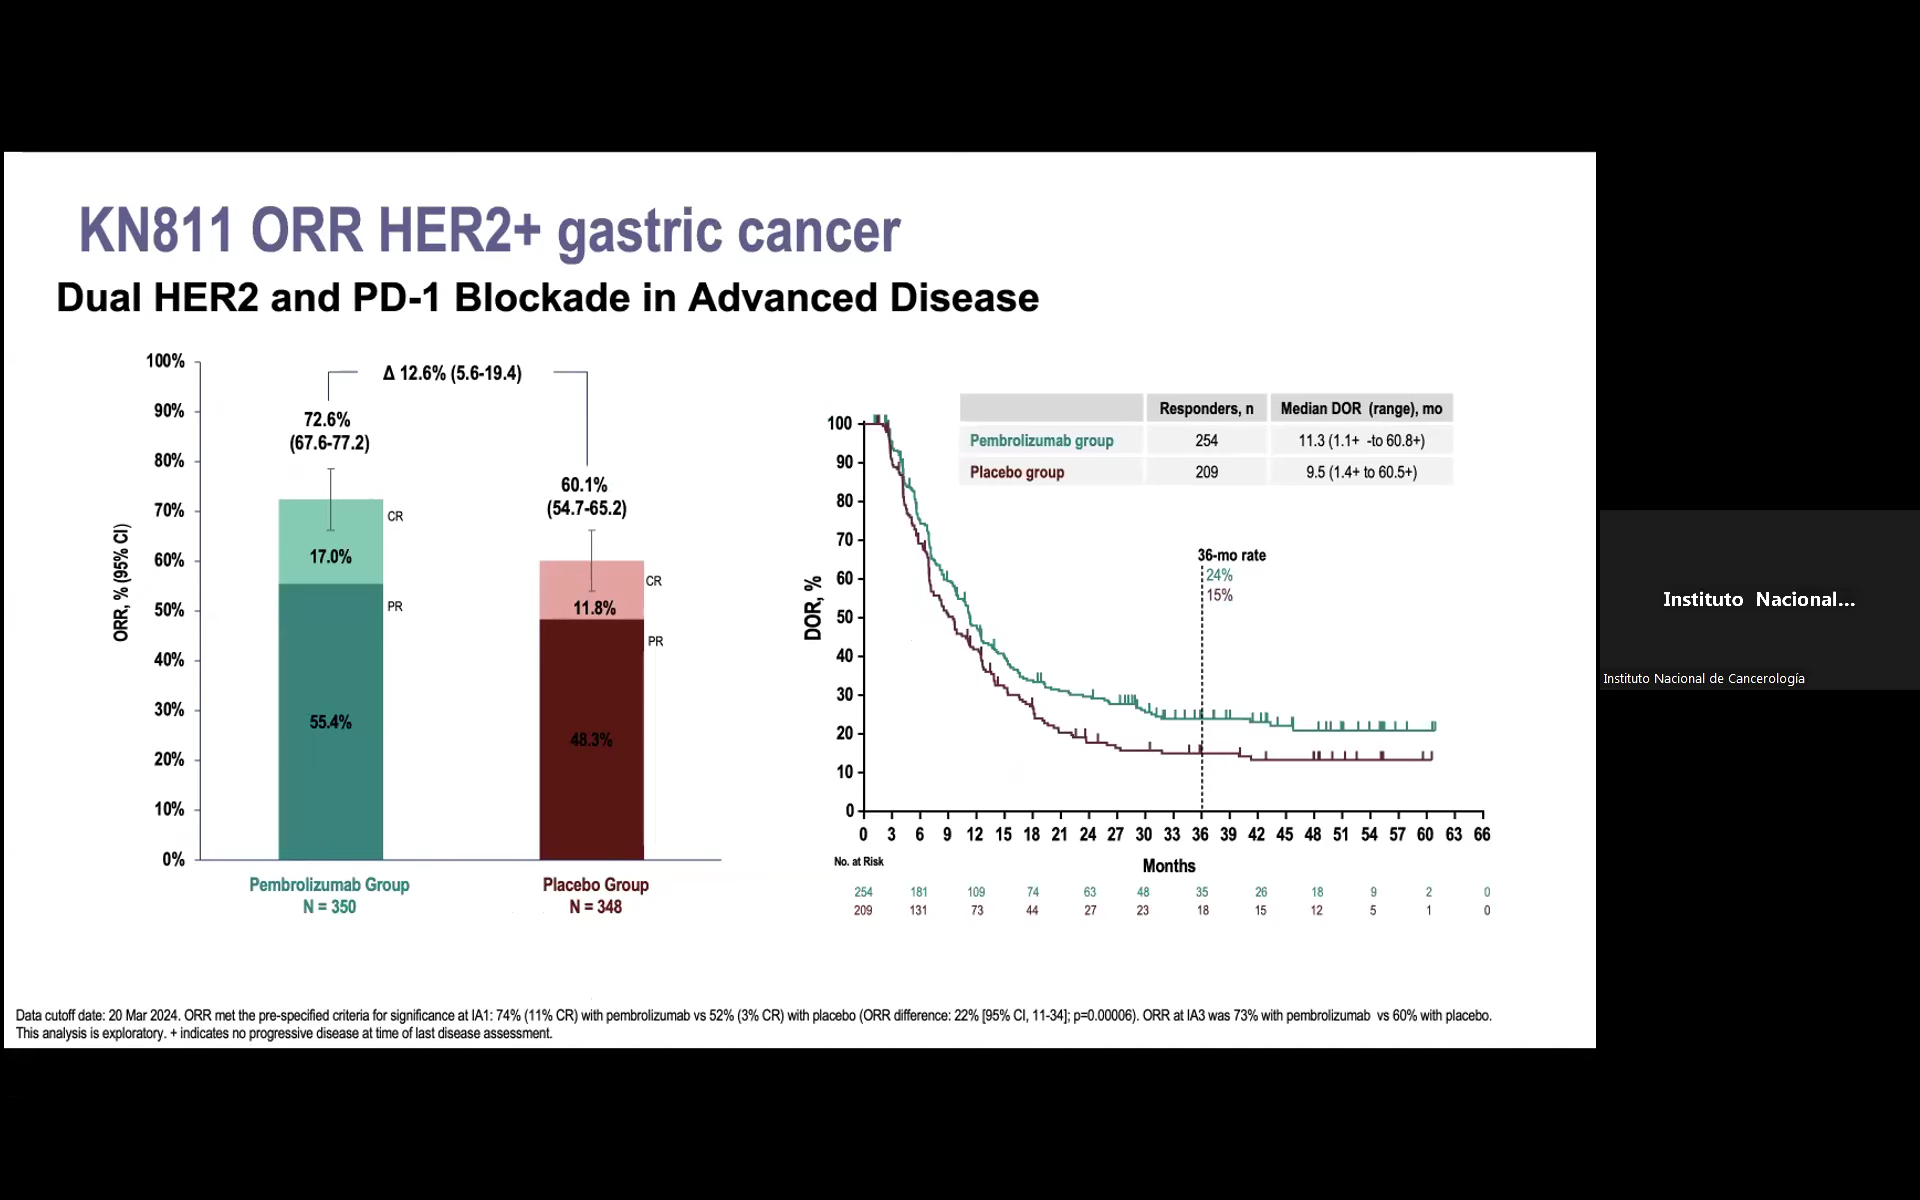 KN811 ORR HER2+ gastric cancer
Dual HER2 and PD-1 Blockade in Advanced Disease
ORR, % (95% CI)
100%
90%
80%
70%
60%
50%
40%
30%
20%
10%
0%
Δ 12.6% (5.6-19.4)
72.6%
(67.6-77.2)
CR
17.0%
PR
55.4%
60.1%
(54.7-65.2)
CR
11.8%
PR
48.3%
Pembrolizumab Group
N = 350
Placebo Group
N = 348
Responders, n Median DOR (range), mo
Pembrolizumab group 254 11.3 (1.1+ -to 60.8+)
Placebo group 209 9.5 (1.4+ to 60.5+)
DOR, %
100
90
80
70
60
50
40
30
20
10
0
36-mo rate
24%
15%
0 3 6 9 12 15 18 21 24 27 30 33 36 39 42 45 48 51 54 57 60 63 66
Months
No. at Risk
254 181 109 74 63 48 35 26 18 9 2 0
209 131 73 44 27 23 18 15 12 5 1 0
Data cutoff date: 20 Mar 2024. ORR met the pre-specified criteria for significance at IA1: 74% (11% CR) with pembrolizumab vs 52% (3% CR) with placebo (ORR difference: 22% [95% CI, 11-34]; p=0.00006). ORR at IA3 was 73% with pembrolizumab vs 60% with placebo.
This analysis is exploratory. + indicates no progressive disease at time of last disease assessment.
Instituto Nacional...
Instituto Nacional de Cancerología